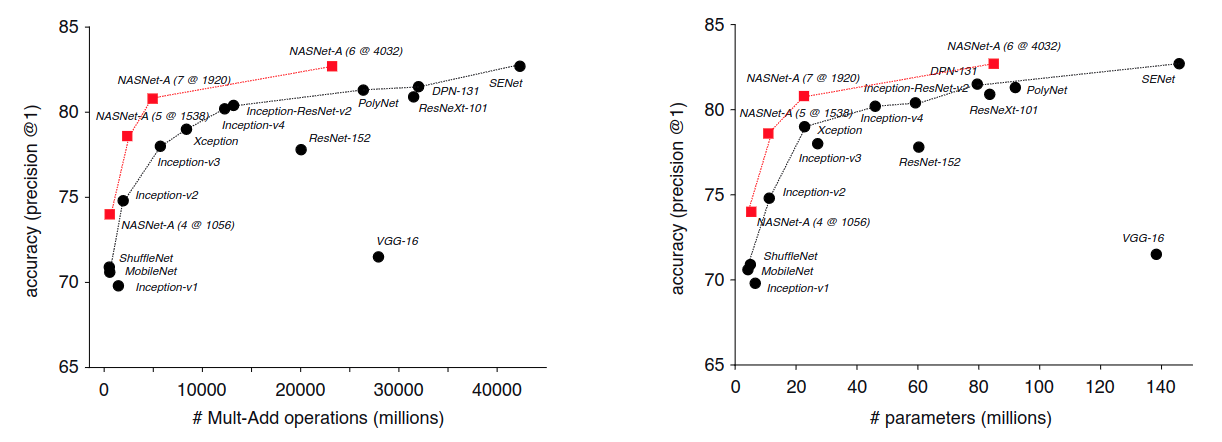 85
80
75
70
65
accuracy (precision @1)
NASNet-A (6 @ 4032)
NASNet-A (7 @ 1920)
SENet
DPN-131
PolyNet
ResNeXt-101
Inception-ResNet-v2
NASNet-A (5 @ 1538)
Inception-v4
Xception
ResNet-152
Inception-v3
Inception-v2
NASNet-A (4 @ 1056)
VGG-16
ShuffleNet
MobileNet
Inception-v1
0
10000
20000
30000
40000
# Mult-Add operations (millions)
85
80
75
70
65
accuracy (precision @1)
NASNet-A (6 @ 4032)
DPN-131
NASNet-A (7 @ 1920)
SENet
Inception-ResNet-v2
PolyNet
ResNeXt-101
NASNet-A (5 @ 1538)
Inception-v4
Xception
Inception-v3
ResNet-152
Inception-v2
NASNet-A (4 @ 1056)
VGG-16
ShuffleNet
MobileNet
Inception-v1
0
20
40
60
80
100
120
140
# parameters (millions)